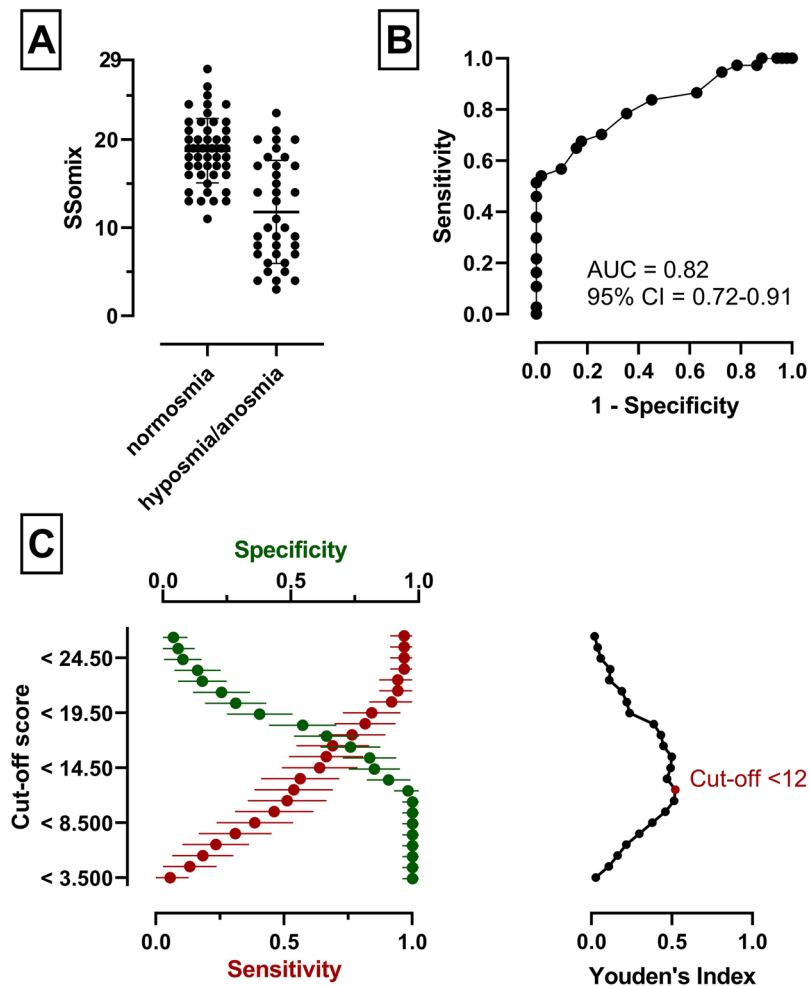 A
29
20
10
0
SSomix
normosmia
hyposmia/anosmia
B
1.0
0.8
0.6
0.4
0.2
0.0
Sensitivity
AUC = 0.82
95% CI = 0.72-0.91
0.0 0.2 0.4 0.6 0.8 1.0
1 - Specificity
C
Specificity
0.0 0.5 1.0
Cut-off score
< 24.50
< 19.50
< 14.50
< 8.500
< 3.500
0.0 0.5 1.0
Sensitivity
Cut-off <12
0.0 0.5 1.0
Youden's Index